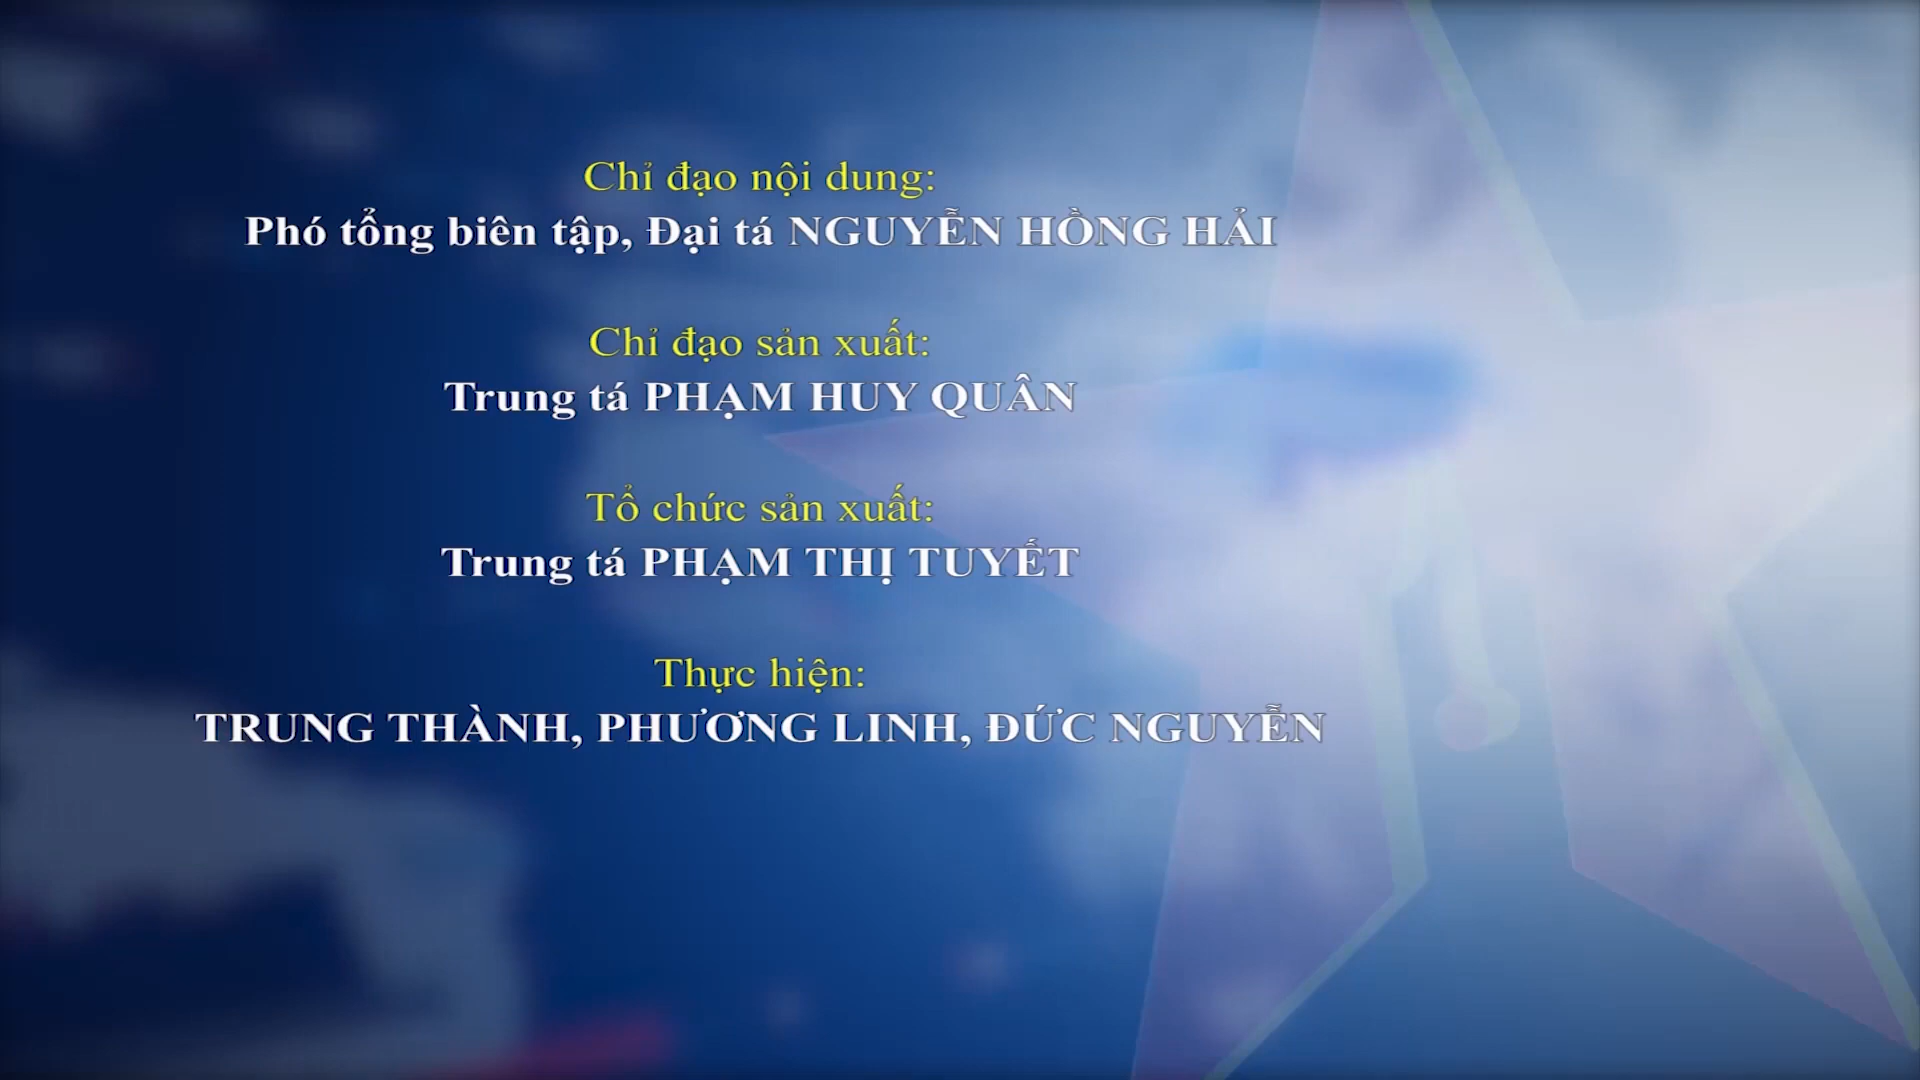 Chỉ đạo nội dung:
Phó tổng biên tập, Đại tá NGUYỄN HỒNG HẢI
Chỉ đạo sản xuất:
Trung tá PHẠM HUY QUÂN
Tổ chức sản xuất:
Trung tá PHẠM THỊ TUYẾT
Thực hiện:
TRUNG THÀNH, PHƯƠNG LINH, ĐỨC NGUYỄN